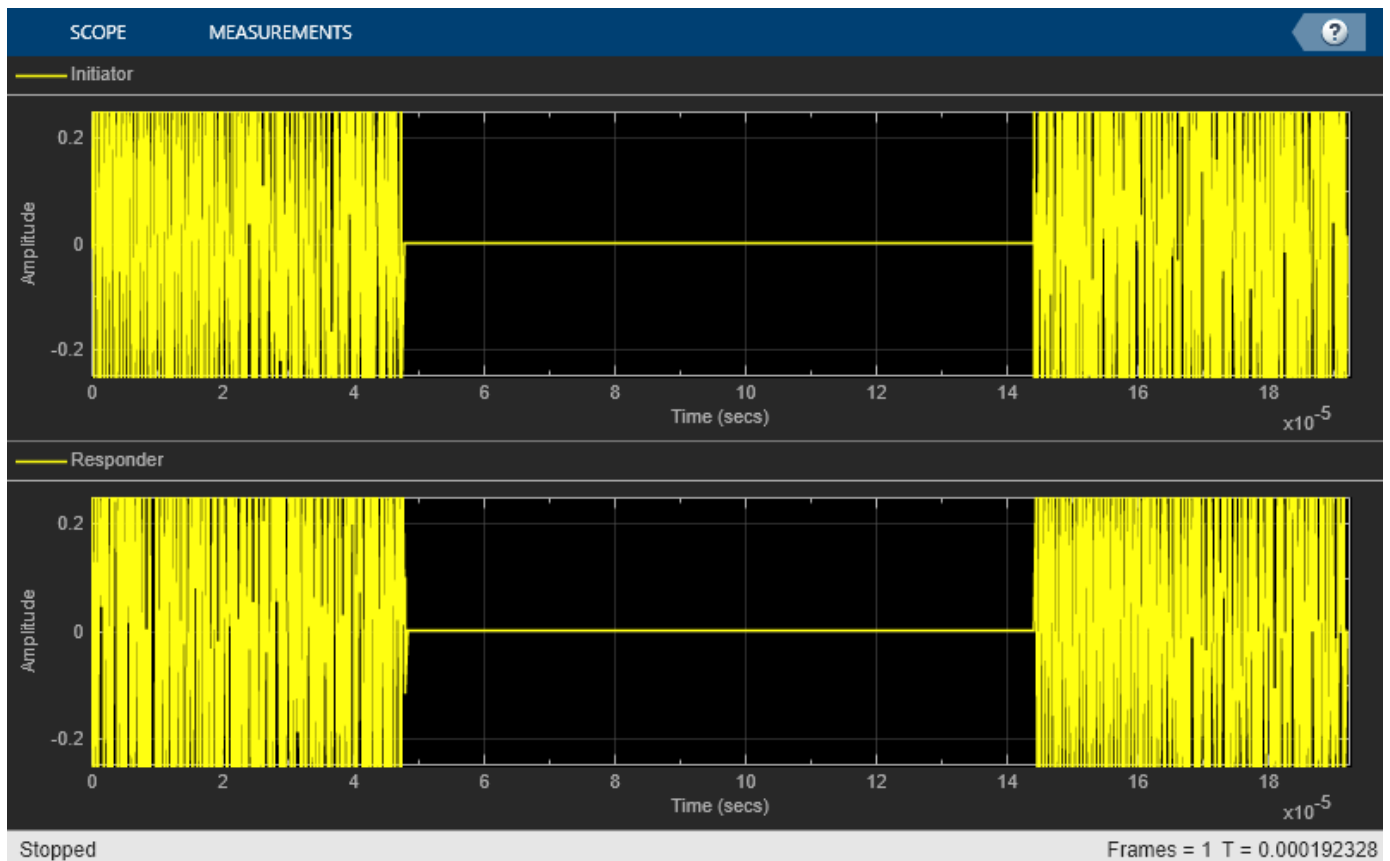 SCOPE MEASUREMENTS ?
Initiator
0.2
0
-0.2
Amplitude
0 2 4 6 8 10 12 14 16 18
Time (secs)
x10-5
Responder
0.2
0
-0.2
Amplitude
0 2 4 6 8 10 12 14 16 18
Time (secs)
x10-5
Stopped Frames = 1 T = 0.000192328